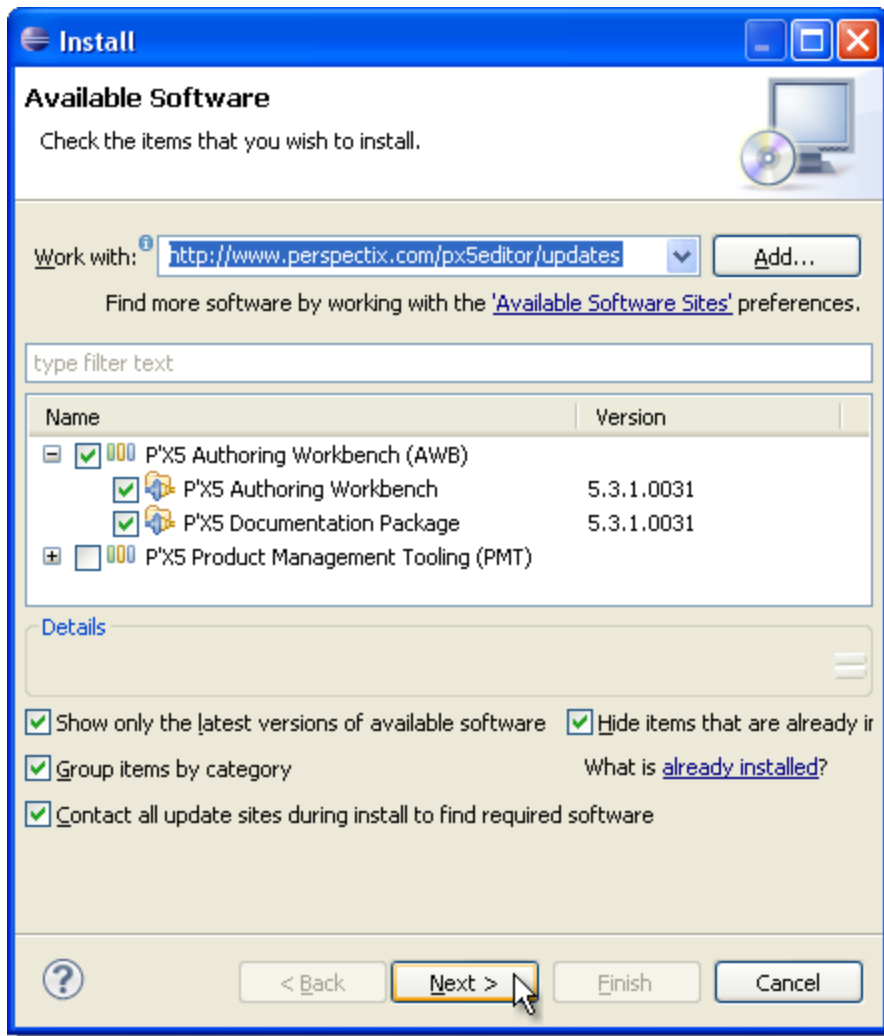 Install
Available Software
Check the items that you wish to install.
Work with: http://www.perspectix.com/px5editor/updates Add...
Find more software by working with the 'Available Software Sites' preferences.
type filter text
Name Version
P'X5 Authoring Workbench (AWB)
P'X5 Authoring Workbench 5.3.1.0031
P'X5 Documentation Package 5.3.1.0031
P'X5 Product Management Tooling (PMT)
Details
Show only the latest versions of available software Hide items that are already
Group items by category What is already installed?
Contact all update sites during install to find required software
? < Back Next > Finish Cancel